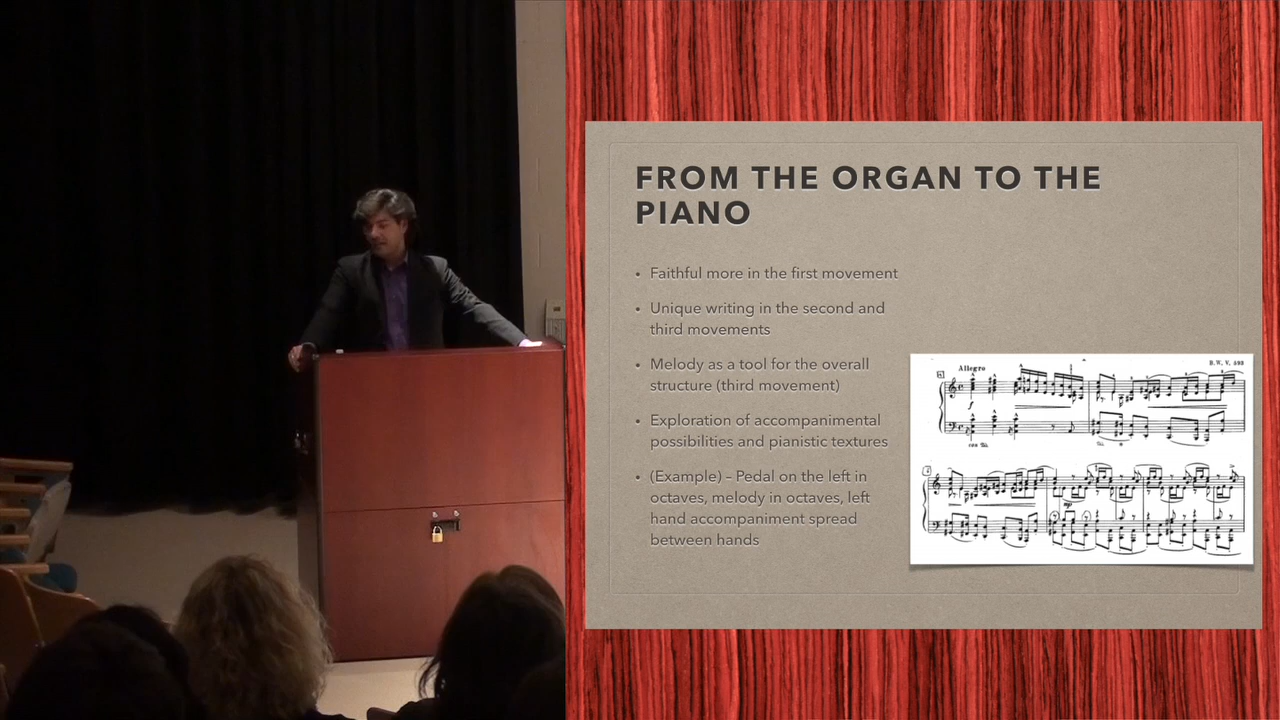 FROM THE ORGAN TO THE
PIANO
• Faithful more in the first movement
• Unique writing in the second and
third movements
• Melody as a tool for the overall
structure (third movement)
• Exploration of accompanimental
possibilities and pianistic textures
• (Example) – Pedal on the left in
octaves, melody in octaves, left
hand accompaniment spread
between hands
B. W. V. 593
Allegro
f
mp